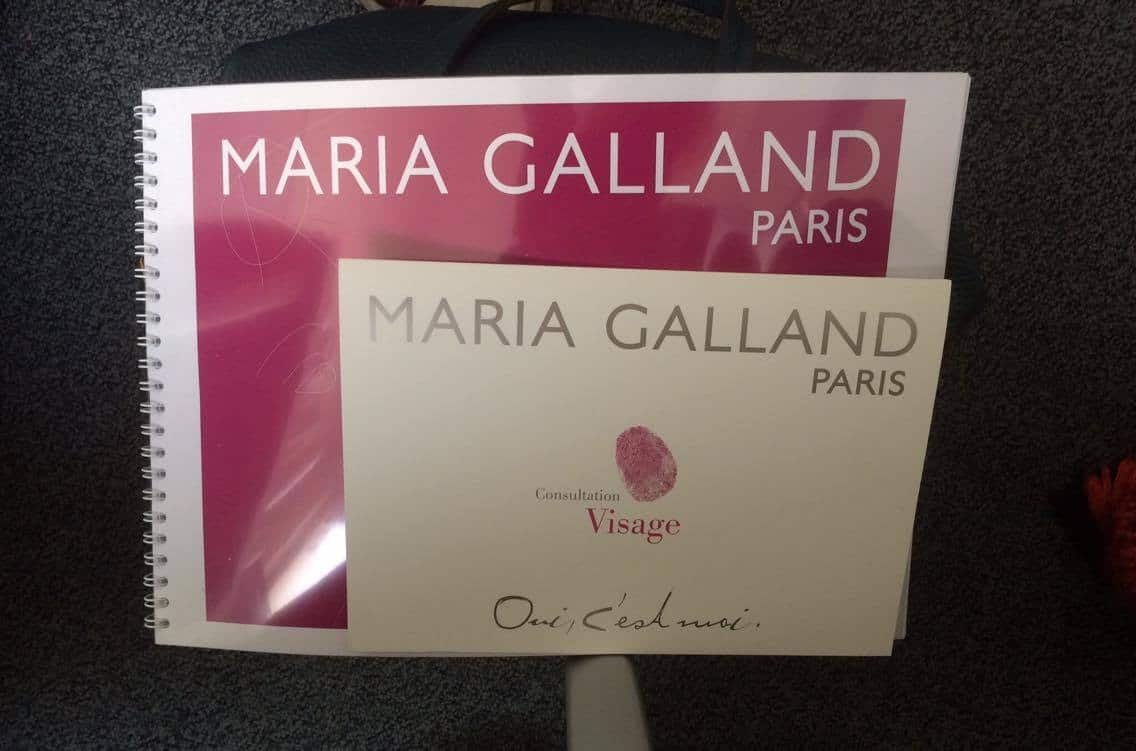 MARIA GALLAND
PARIS
MARIA GALLAND
PARIS
Consultation
Visage
Oui, c'est moi.